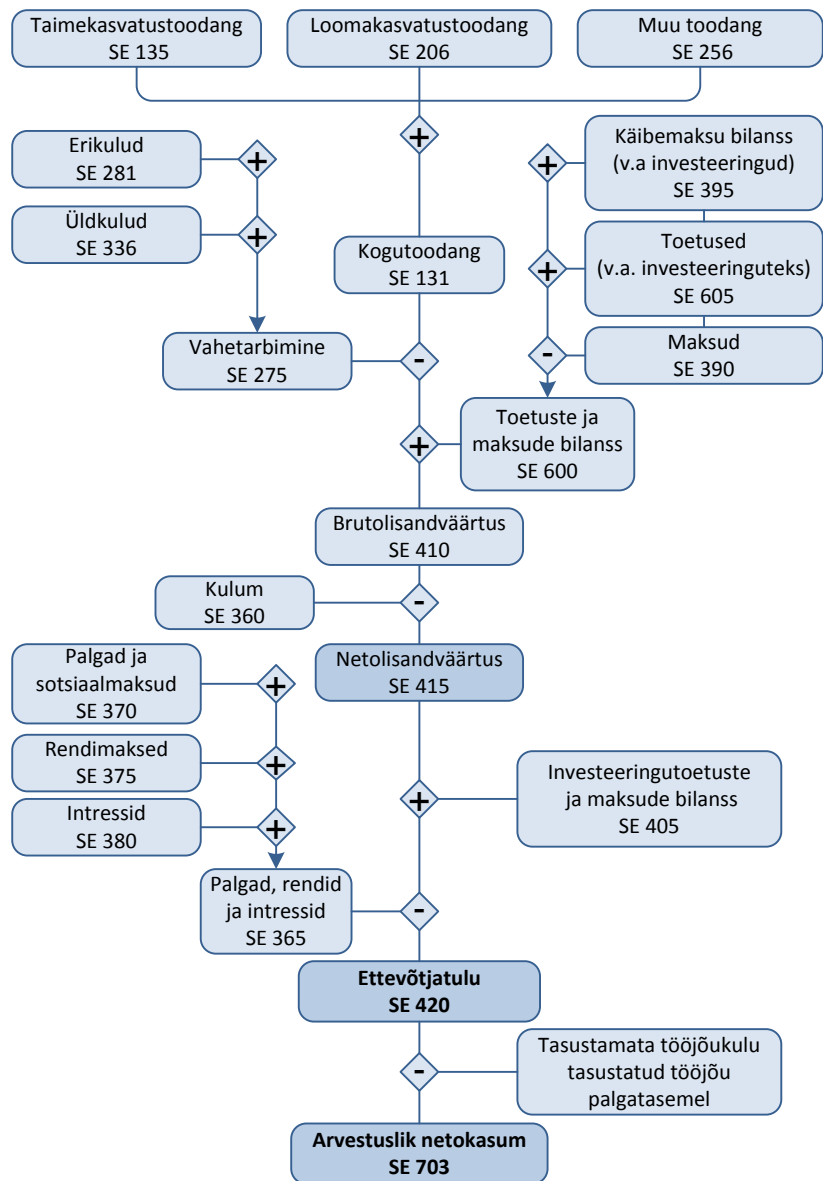 Taimekasvatustoodang
SE 135
Loomakasvatustoodang
SE 206
Muu toodang
SE 256
+
Erikulud
SE 281
+
Üldkulud
SE 336
+
Käibemaksu bilanss
(v.a investeeringud)
SE 395
+
Toetused
(v.a. investeeringuteks)
SE 605
+
Maksud
SE 390
-
Kogutoodang
SE 131
Vahetarbimine
SE 275
-
Toetuste ja
maksude bilanss
SE 600
+
Brutolisandväärtus
SE 410
Kulum
SE 360
-
Netolisandväärtus
SE 415
Palgad ja
sotsiaalmaksud
SE 370
+
Rendimaksed
SE 375
+
Intressid
SE 380
+
Investeeringutoetuste
ja maksude bilanss
SE 405
+
Palgad, rendid
ja intressid
SE 365
-
Ettevõtjatulu
SE 420
-
Tasustamata tööjõukulu
tasustatud tööjõu
palgatasemel
Arvestuslik netokasum
SE 703